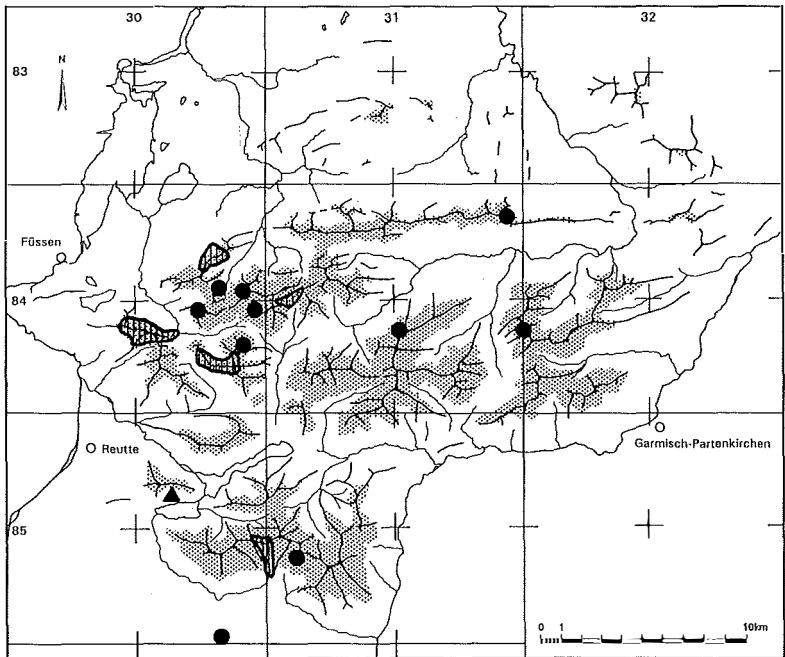 30 31 32
83
N
Füssen
84
Reutte
Garmisch-Partenkirchen
85
0 1 10km